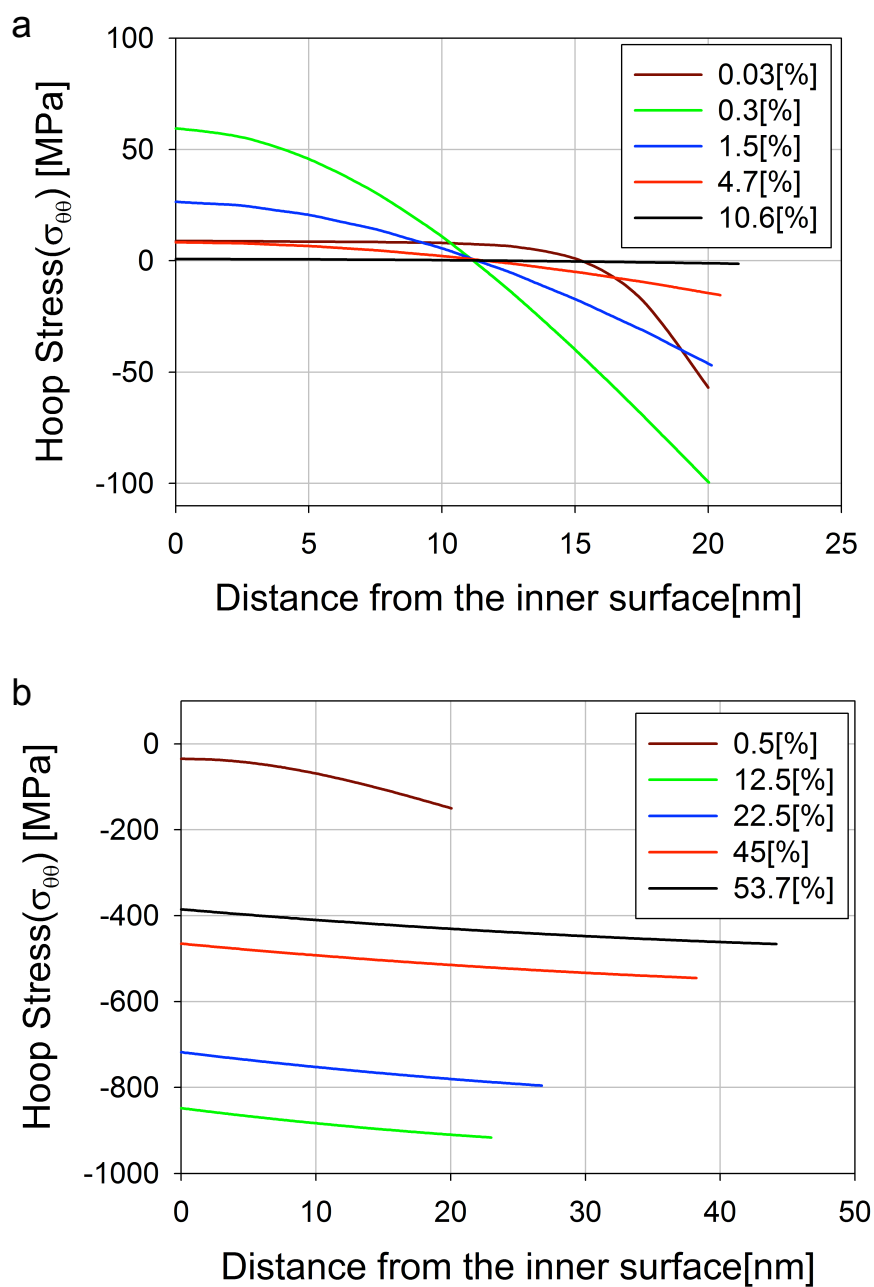 a
Hoop Stress(σθθ) [MPa]
100
50
0
-50
-100
0.03[%]
0.3[%]
1.5[%]
4.7[%]
10.6[%]
0 5 10 15 20 25
Distance from the inner surface[nm]
b
Hoop Stress(σθθ) [MPa]
0
-200
-400
-600
-800
-1000
0.5[%]
12.5[%]
22.5[%]
45[%]
53.7[%]
0 10 20 30 40 50
Distance from the inner surface[nm]